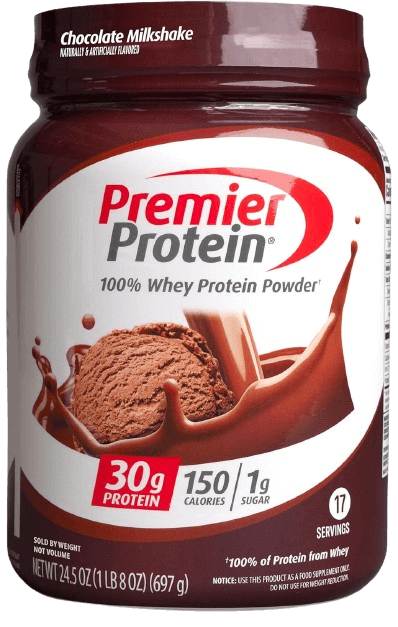 Chocolate Milkshake
NATURALLY & ARTIFICIALLY FLAVORED
Premier
Protein®
100% Whey Protein Powder†
30g
PROTEIN
150
CALORIES
1g
SUGAR
17
SERVINGS
SOLD BY WEIGHT
NOT VOLUME
NET WT 24.5 OZ (1 LB 8 OZ) (697 g)
†100% of Protein from Whey
NOTICE: USE THIS PRODUCT AS A FOOD SUPPLEMENT ONLY.
DO NOT USE FOR WEIGHT REDUCTION.